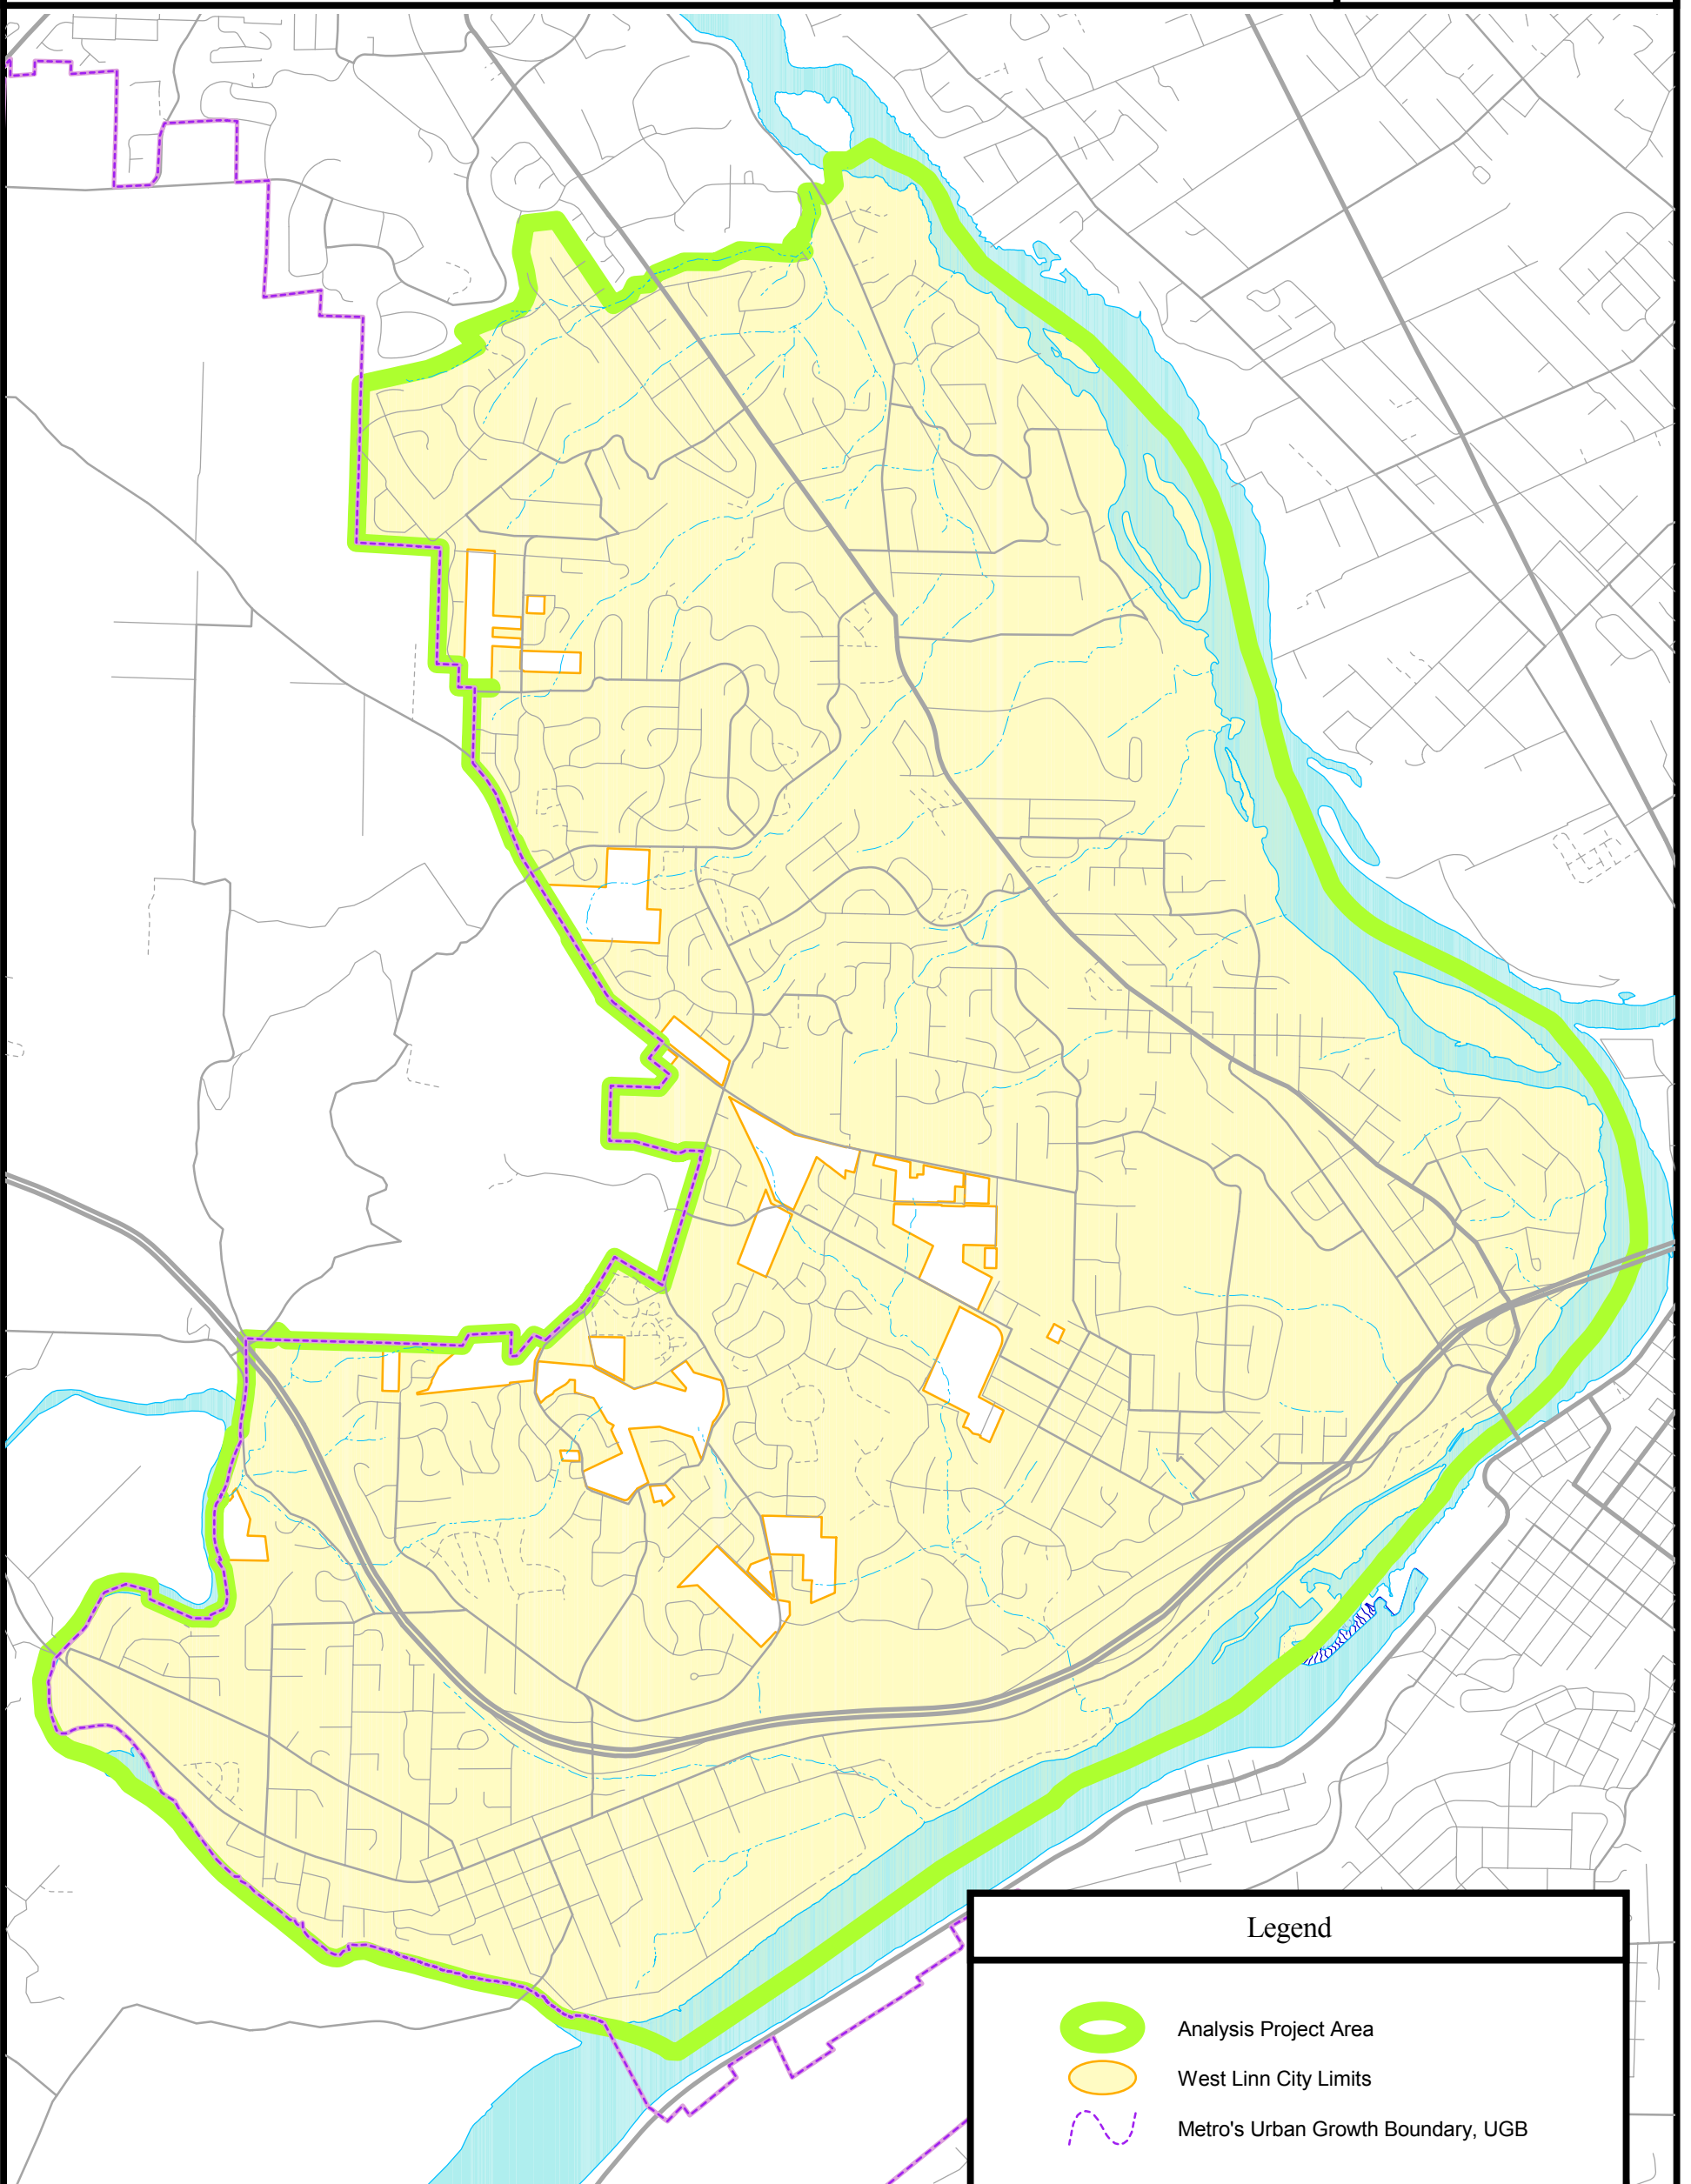 Legend
Analysis Project Area
West Linn City Limits
Metro's Urban Growth Boundary, UGB